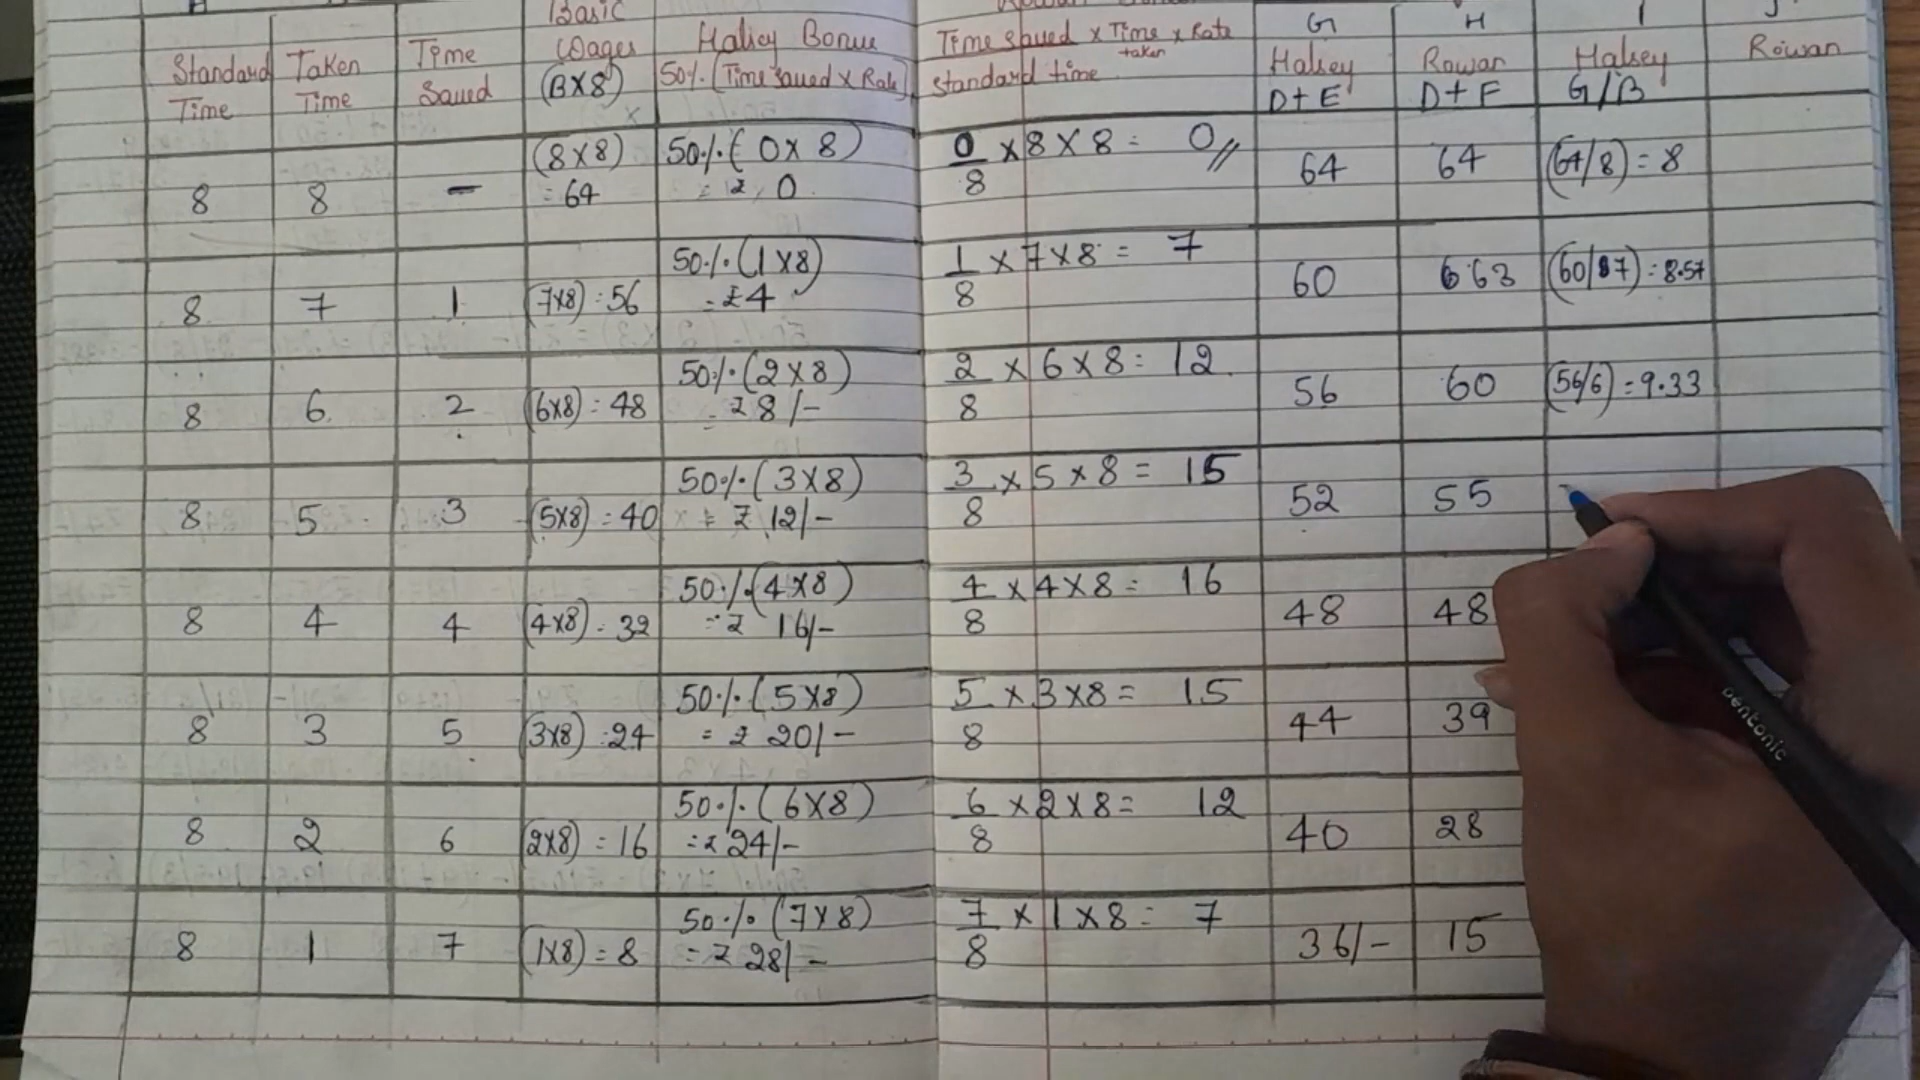 Basic
Standard Time
Taken Time
Time Saved
Wages
(B×8)
Halsey Bonus
50%(Time saved × Rate)
Time saved × Time taken × Rate
standard time
G
Halsey
D+E
H
Rowan
D+F
I
Halsey
G/B
J
Rowan
8 8 - (8×8) = 64 50%(0×8) = ₹ 0 0/8 ×8×8= 0// 64 64 (64/8) = 8
8 7 1 (7×8) = 56 50%(1×8) = ₹4 1/8 ×7×8= 7 60 663 (60/87) = 8.57
8 6 2 (6×8) = 48 50%(2×8) = ₹8/- 2/8 ×6×8= 12 56 60 (56/6) = 9.33
8 5 3 (5×8) = 40 50%(3×8) = ₹12/- 3/8 ×5×8= 15 52 55
8 4 4 (4×8) = 32 50%(4×8) = ₹16/- 4/8 ×4×8= 16 48 48
8 3 5 (3×8) = 24 50%(5×8) = ₹20/- 5/8 ×3×8= 15 44 39
8 2 6 (2×8) = 16 50%(6×8) = ₹24/- 6/8 ×2×8= 12 40 28
8 1 7 (1×8) = 8 50%(7×8) = ₹28/- 7/8 ×1×8= 7 36/- 15
pentonic